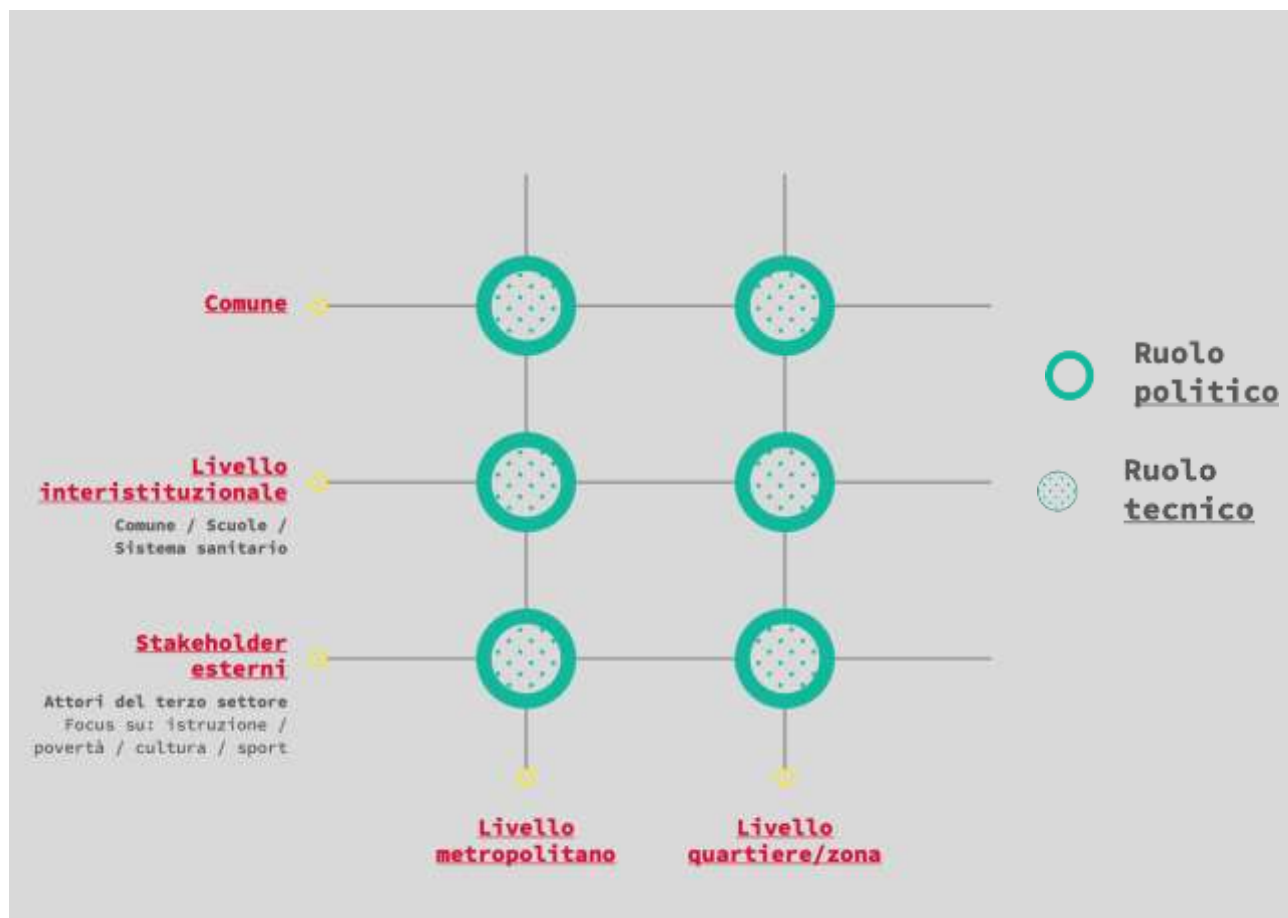 Comune
Livello
interistituzionale
Comune / Scuole /
Sistema sanitario
Stakeholder
esterni
Attori del terzo settore
Focus su: istruzione /
povertà / cultura / sport
Livello
metropolitano
Livello
quartiere/zona
Ruolo
politico
Ruolo
tecnico